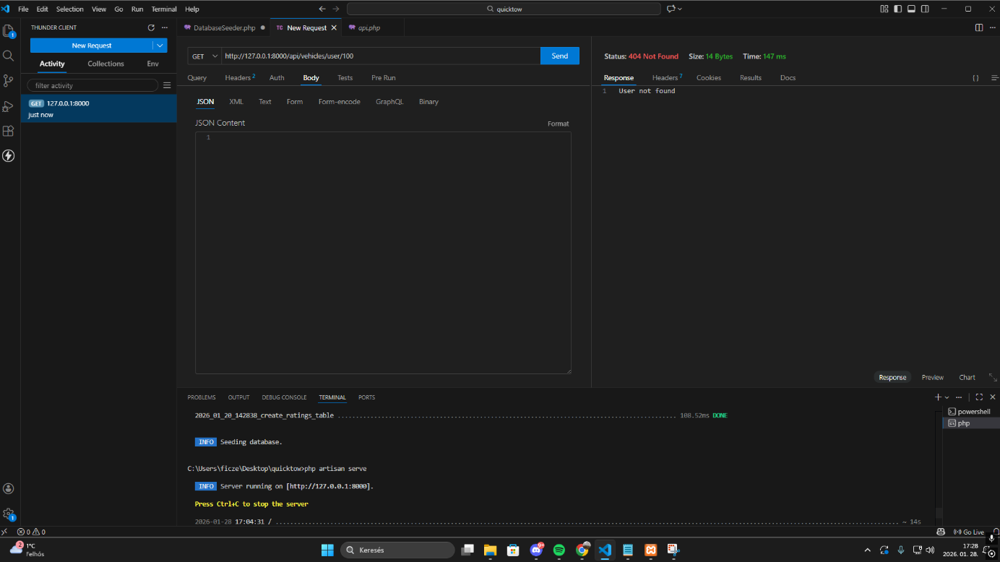 File Edit Selection View Go Run Terminal Help
quicktow
THUNDER CLIENT
New Request
Activity Collections Env
filter activity
GET 127.0.0.1:8000
just now
DatabaseSeeder.php
TC New Request
api.php
GET http://127.0.0.1:8000/api/vehicles/user/100 Send
Query Headers 2 Auth Body Tests Pre Run
JSON XML Text Form Form-encode GraphQL Binary
JSON Content Format
1
Status: 404 Not Found Size: 14 Bytes Time: 147 ms
Response Headers 7 Cookies Results Docs { }
1 User not found
Response Preview Chart
PROBLEMS OUTPUT DEBUG CONSOLE TERMINAL PORTS
2026_01_20_142838_create_ratings_table ........................................................ 108.52ms DONE
INFO Seeding database.
C:\Users\ficze\Desktop\quicktow>php artisan serve
INFO Server running on [http://127.0.0.1:8000].
Press Ctrl+C to stop the server
2026-01-28 17:04:31 / ........................................................ ~ 14s
powershell
php
1
1
0 0
Go Live
2
1°C
Felhős
Keresés
9+
17:28
2026. 01. 28.